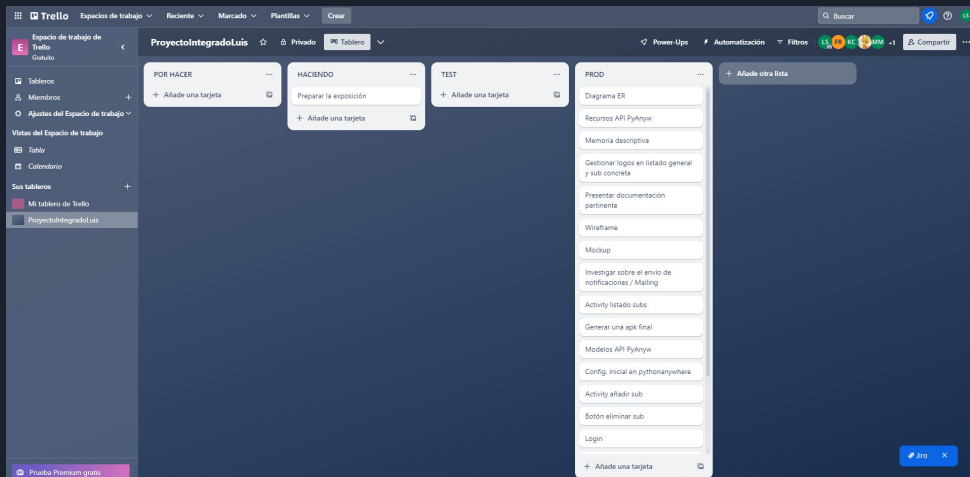 Trello
Espacios de trabajo
Reciente
Marcado
Plantillas
Crear
Buscar
LS
E
Espacio de trabajo de
Trello
Gratuito
ProyectoIntegradoLuis
Privado
Tablero
Power-Ups
Automatización
Filtros
LS
FR
KC
MM
+1
Compartir
Tableros
Miembros
Ajustes del Espacio de trabajo
Vistas del Espacio de trabajo
Tabla
Calendario
Sus tableros
Mi tablero de Trello
ProyectoIntegradoLuis
Prueba Premium gratis
POR HACER
+ Añade una tarjeta
HACIENDO
Preparar la exposición
+ Añade una tarjeta
TEST
+ Añade una tarjeta
PROD
Diagrama ER
Recursos API PyAnyw
Memoria descriptiva
Gestionar logos en listado general
y sub concreta
Presentar documentación
pertinente
Wireframe
Mockup
Investigar sobre el envío de
notificaciones / Mailing
Activity listado subs
Generar una apk final
Modelos API PyAnyw
Config. inicial en pythonanywhere
Activity añadir sub
Botón eliminar sub
Login
+ Añade una tarjeta
+ Añade otra lista
Jira